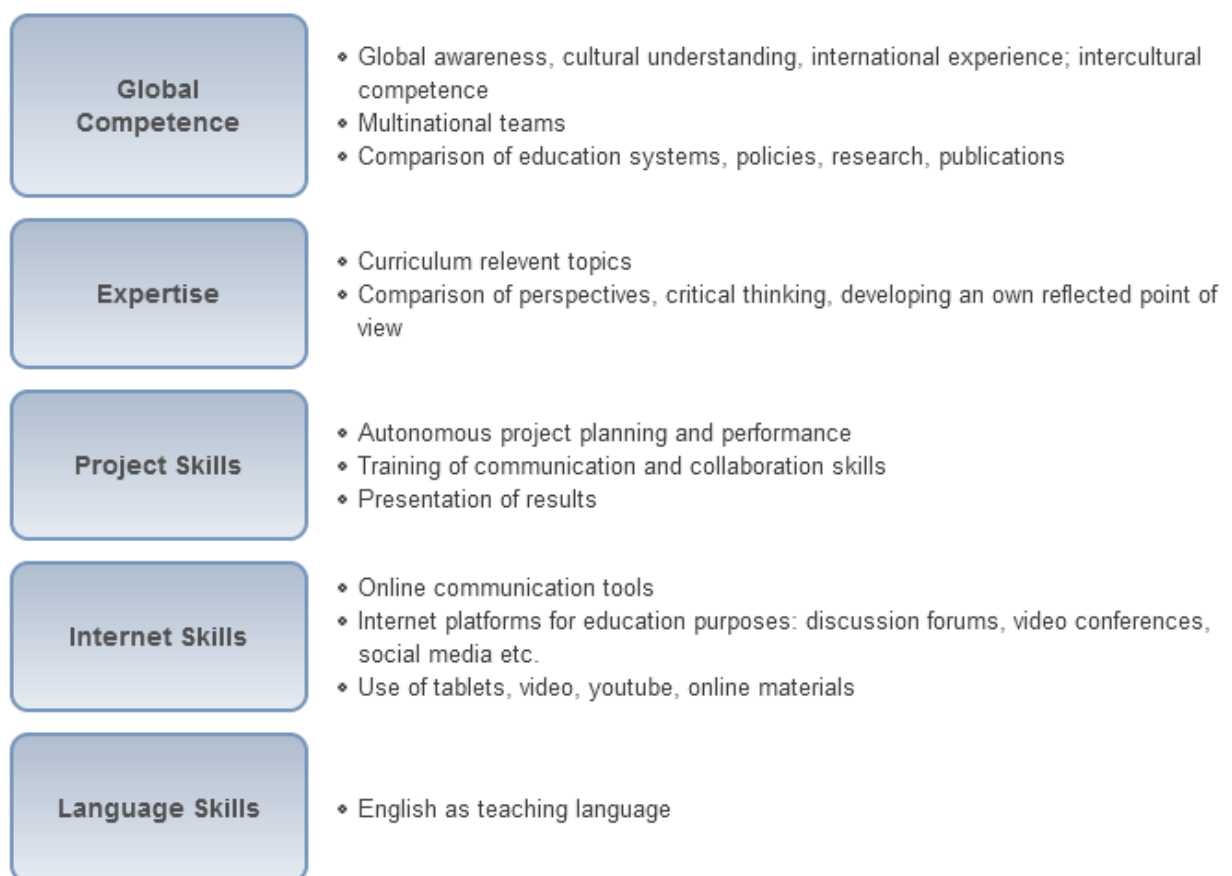 Global
Competence
• Global awareness, cultural understanding, international experience; intercultural
competence
• Multinational teams
• Comparison of education systems, policies, research, publications
Expertise
• Curriculum relevent topics
• Comparison of perspectives, critical thinking, developing an own reflected point of
view
Project Skills
• Autonomous project planning and performance
• Training of communication and collaboration skills
• Presentation of results
Internet Skills
• Online communication tools
• Internet platforms for education purposes: discussion forums, video conferences,
social media etc.
• Use of tablets, video, youtube, online materials
Language Skills
• English as teaching language